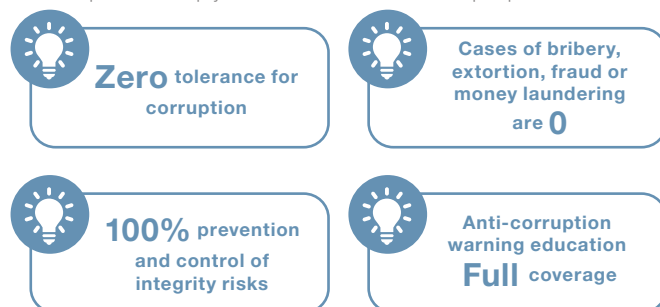 Zero tolerance for
corruption
Cases of bribery,
extortion, fraud or
money laundering
are 0
100% prevention
and control of
integrity risks
Anti-corruption
warning education
Full coverage